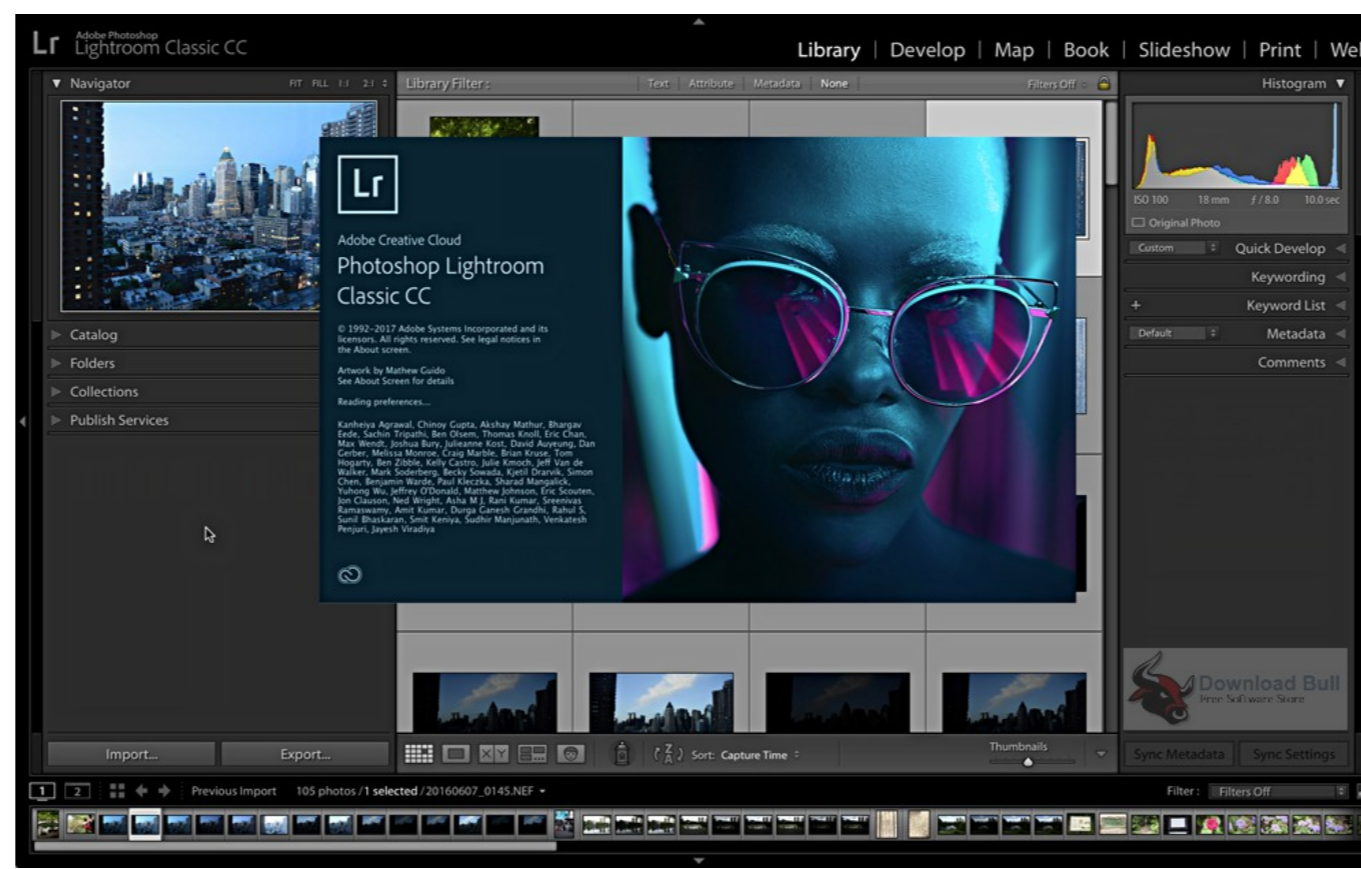 Lr Adobe Photoshop
Lightroom Classic CC
Library | Develop | Map | Book | Slideshow | Print | We
Navigator FIT FILL 1:1 2:1
Library Filter : Text Attribute Metadata None Filters Off
Histogram
ISO 100 18 mm f / 8.0 10.0 sec
Original Photo
Custom Quick Develop
Keywording
+ Keyword List
Default Metadata
Comments
Catalog
Folders
Collections
Publish Services
Lr
Adobe Creative Cloud
Photoshop Lightroom
Classic CC
© 1992-2017 Adobe Systems Incorporated and its
licensors. All rights reserved. See legal notices in
the About screen.
Artwork by Mathew Guido
See About Screen for details
Reading preferences...
Kanheiya Agrawal, Chinoy Gupta, Akshay Mathur, Bhargav
Eede, Sachin Tripathi, Ben Olsem, Thomas Knoll, Eric Chan,
Max Wendt, Joshua Bury, Julieanne Kost, David Auyeung, Dan
Gerber, Melissa Monroe, Craig Marble, Brian Kruse, Tom
Hogarty, Ben Zibble, Kelly Castro, Julie Kmoch, Jeff Van de
Walker, Mark Soderberg, Becky Sowada, Kjetil Drarvik, Simon
Chen, Benjamin Warde, Paul Kleczka, Sharad Mangalick,
Yuhong Wu, Jeffrey O'Donald, Matthew Johnson, Eric Scouten,
Jon Clauson, Ned Wright, Asha M J, Rani Kumar, Sreenivas
Ramaswamy, Amit Kumar, Durga Ganesh Grandhi, Rahul S,
Sunil Bhaskaran, Smit Keniya, Sudhir Manjunath, Venkatesh
Penjuri, Jayesh Viradiya
Download Bull
Free Software Store
Import... Export...
X Y Sort: Capture Time Thumbnails
Sync Metadata Sync Settings
1 2 Previous Import 105 photos / 1 selected / 20160607_0145.NEF
Filter : Filters Off